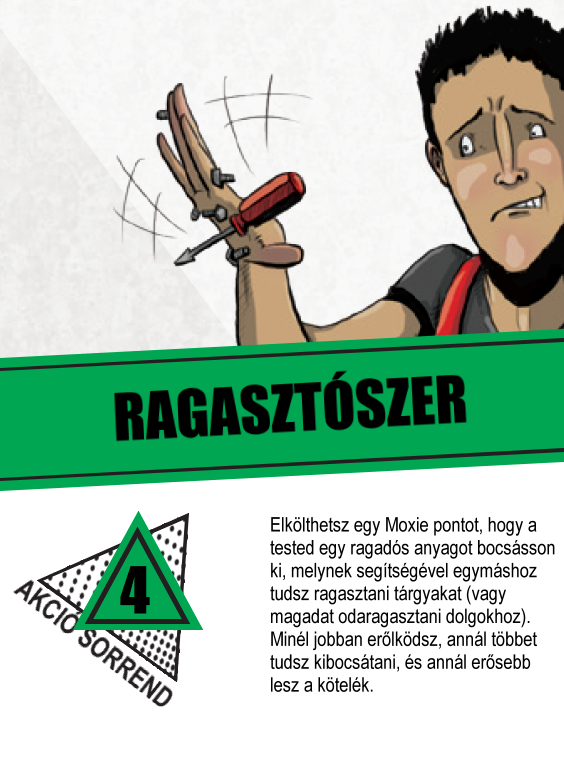 RAGASZTÓSZER
4
AKCIÓ SORREND
Elkölthetsz egy Moxie pontot, hogy a
tested egy ragadós anyagot bocsásson
ki, melynek segítségével egymáshoz
tudsz ragasztani tárgyakat (vagy
magadat odaragasztani dolgokhoz).
Minél jobban erőlködsz, annál többet
tudsz kibocsátani, és annál erősebb
lesz a kötelék.